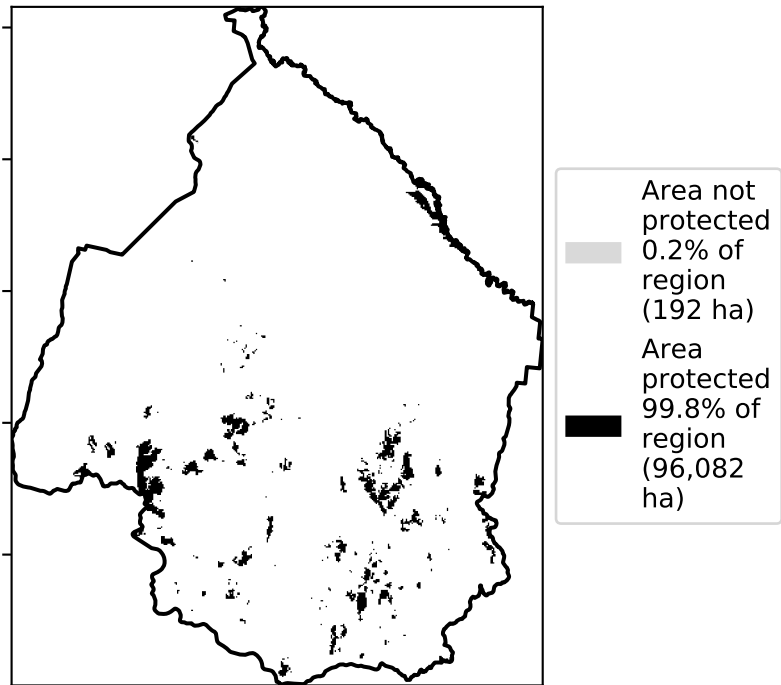 Area not
protected
0.2% of
region
(192 ha)
Area
protected
99.8% of
region
(96,082
ha)